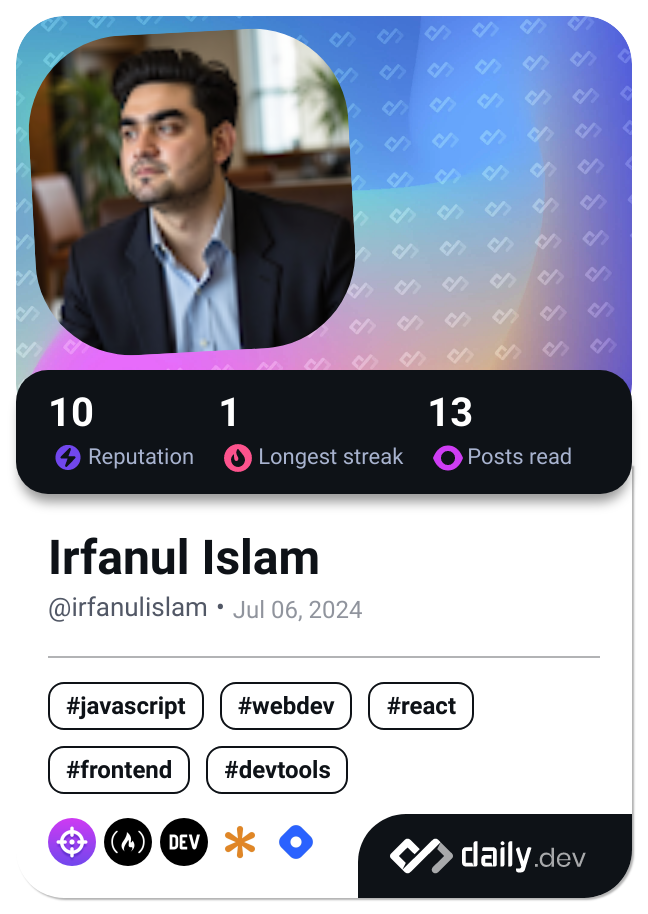 10 1 13
Reputation Longest streak Posts read
Irfanul Islam
@irfanulislam • Jul 06, 2024
#javascript #webdev #react
#frontend #devtools
DEV
daily.dev